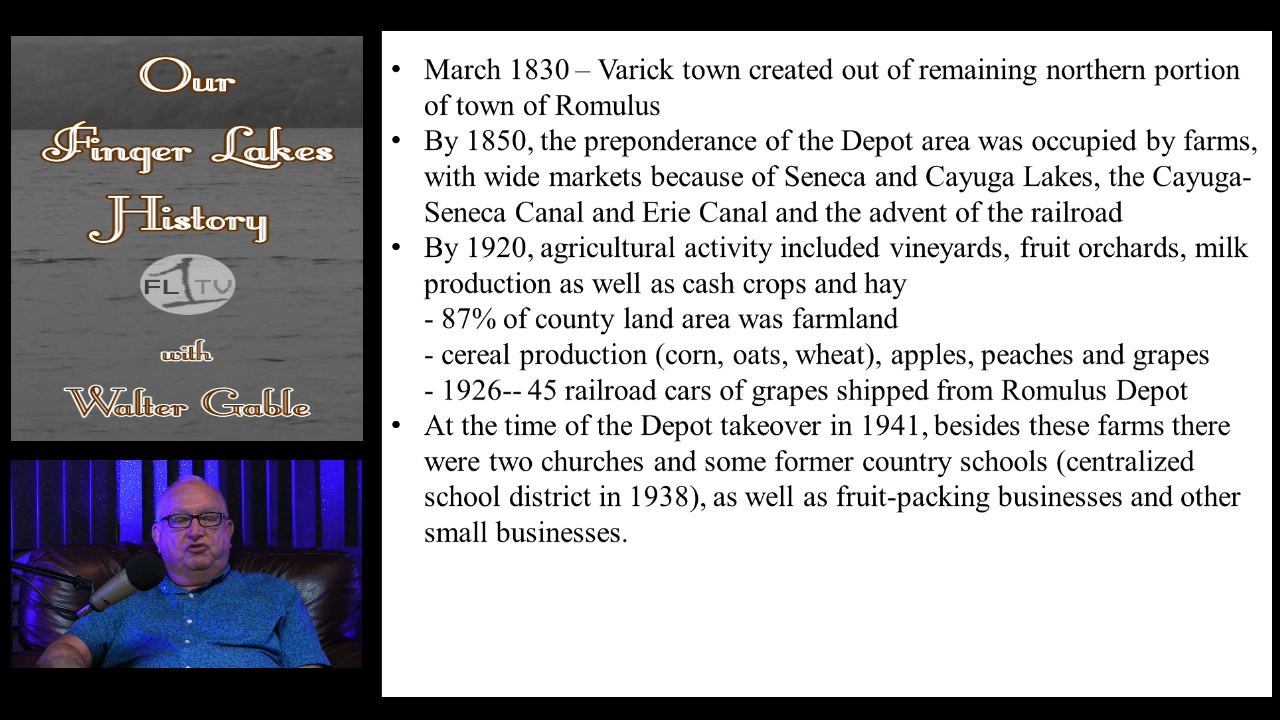 Our
Finger Lakes
History
FLTV
with
Walter Gable
• March 1830 – Varick town created out of remaining northern portion
of town of Romulus
• By 1850, the preponderance of the Depot area was occupied by farms,
with wide markets because of Seneca and Cayuga Lakes, the Cayuga-
Seneca Canal and Erie Canal and the advent of the railroad
• By 1920, agricultural activity included vineyards, fruit orchards, milk
production as well as cash crops and hay
- 87% of county land area was farmland
- cereal production (corn, oats, wheat), apples, peaches and grapes
- 1926-- 45 railroad cars of grapes shipped from Romulus Depot
• At the time of the Depot takeover in 1941, besides these farms there
were two churches and some former country schools (centralized
school district in 1938), as well as fruit-packing businesses and other
small businesses.